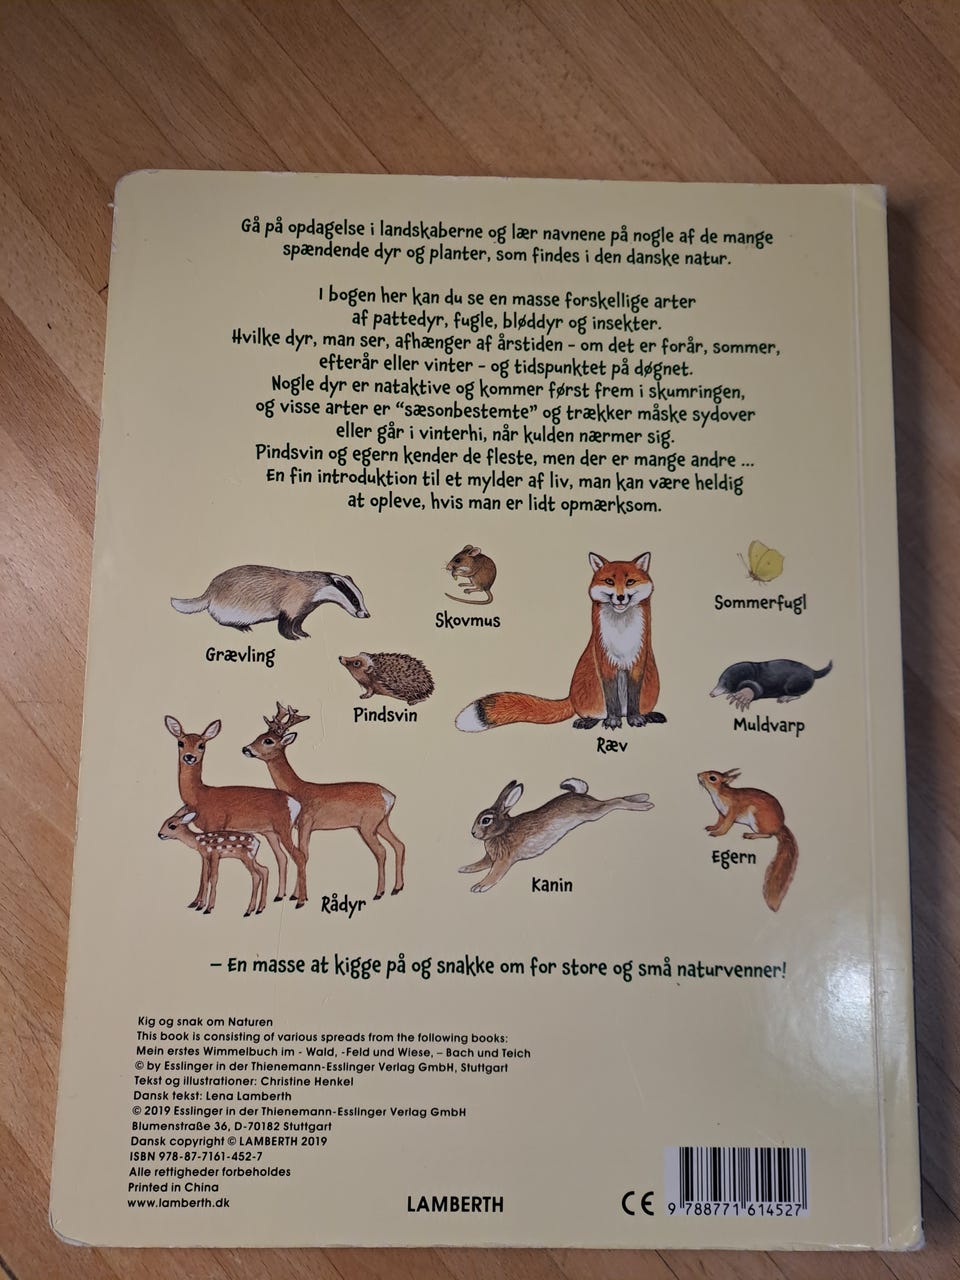 Gå på opdagelse i landskaberne og lær navnene på nogle af de mange
spændende dyr og planter, som findes i den danske natur.
I bogen her kan du se en masse forskellige arter
af pattedyr, fugle, bløddyr og insekter.
Hvilke dyr, man ser, afhænger af årstiden - om det er forår, sommer,
efterår eller vinter - og tidspunktet på døgnet.
Nogle dyr er nataktive og kommer først frem i skumringen,
og visse arter er “sæsonbestemte” og trækker måske sydover
eller går i vinterhi, når kulden nærmer sig.
Pindsvin og egern kender de fleste, men der er mange andre ...
En fin introduktion til et mylder af liv, man kan være heldig
at opleve, hvis man er lidt opmærksom.
Grævling
Skovmus
Sommerfugl
Pindsvin
Ræv
Muldvarp
Rådyr
Kanin
Egern
– En masse at kigge på og snakke om for store og små naturvenner!
Kig og snak om Naturen
This book is consisting of various spreads from the following books:
Mein erstes Wimmelbuch im - Wald, -Feld und Wiese, – Bach und Teich
© by Esslinger in der Thienemann-Esslinger Verlag GmbH, Stuttgart
Tekst og illustrationer: Christine Henkel
Dansk tekst: Lena Lamberth
© 2019 Esslinger in der Thienemann-Esslinger Verlag GmbH
Blumenstraße 36, D-70182 Stuttgart
Dansk copyright © LAMBERTH 2019
ISBN 978-87-7161-452-7
Alle rettigheder forbeholdes
Printed in China
www.lamberth.dk
LAMBERTH
CE
9 788771 614527